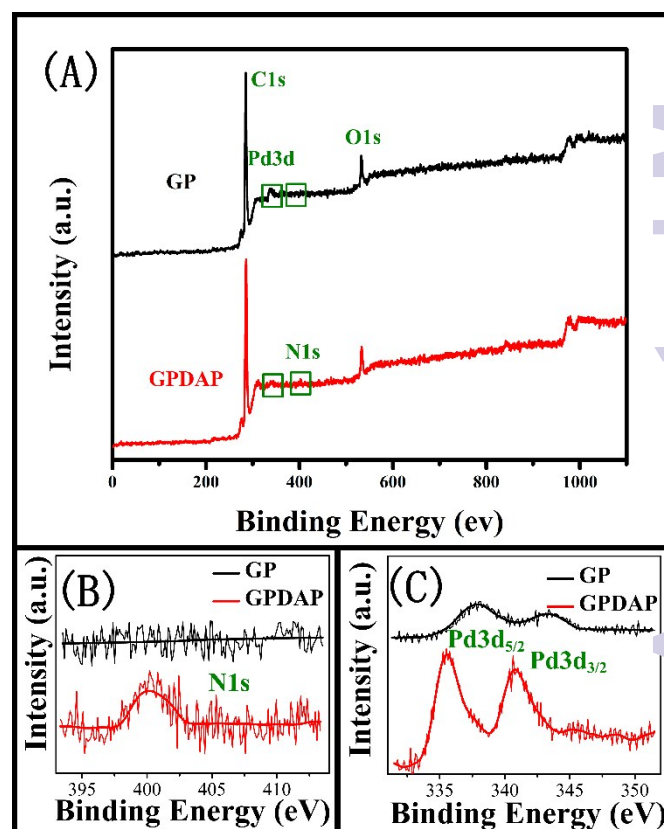 (A)
C1s
Pd3d
O1s
GP
N1s
GPDAP
Intensity (a.u.)
0 200 400 600 800 1000
Binding Energy (ev)
(B)
GP
GPDAP
N1s
Intensity (a.u.)
395 400 405 410
Binding Energy (eV)
(C)
GP
GPDAP
Pd3d5/2
Pd3d3/2
Intensity (a.u.)
335 340 345 350
Binding Energy (eV)